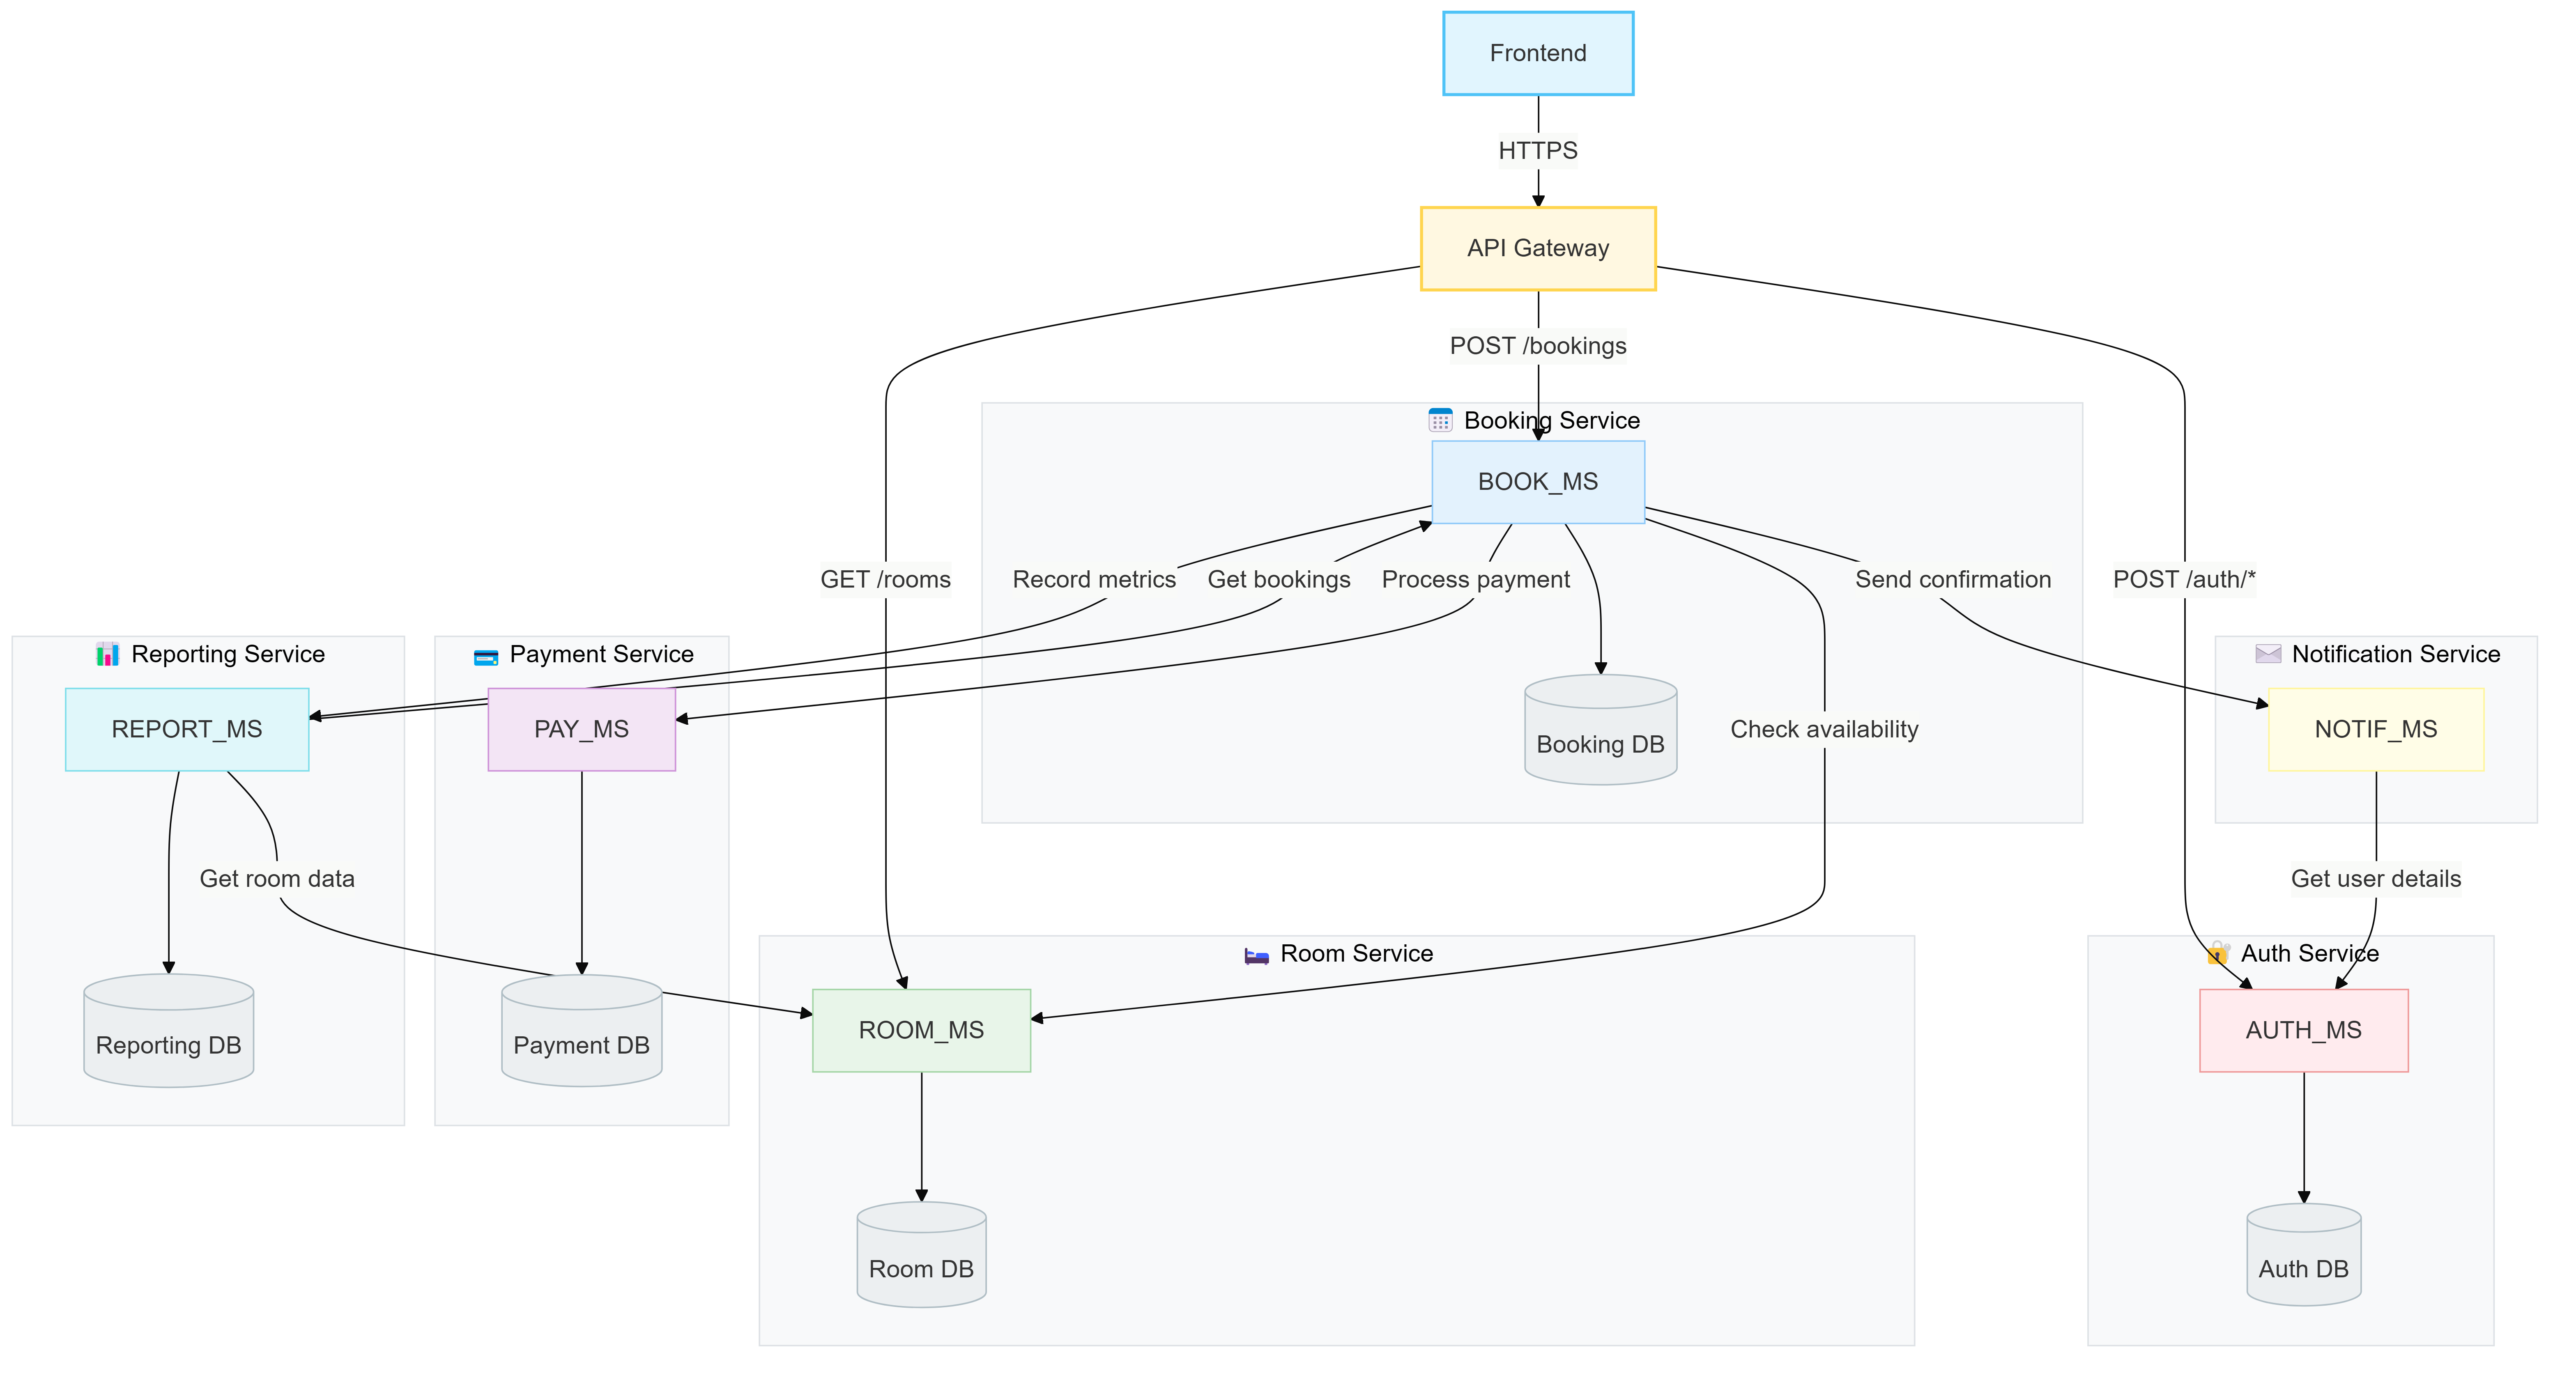 Frontend
HTTPS
API Gateway
POST /bookings
Booking Service
BOOK_MS
GET /rooms
Record metrics
Get bookings
Process payment
Send confirmation
POST /auth/*
Reporting Service
Payment Service
Notification Service
REPORT_MS
PAY_MS
Booking DB
Check availability
NOTIF_MS
Get room data
Get user details
Room Service
Auth Service
Reporting DB
Payment DB
ROOM_MS
AUTH_MS
Room DB
Auth DB